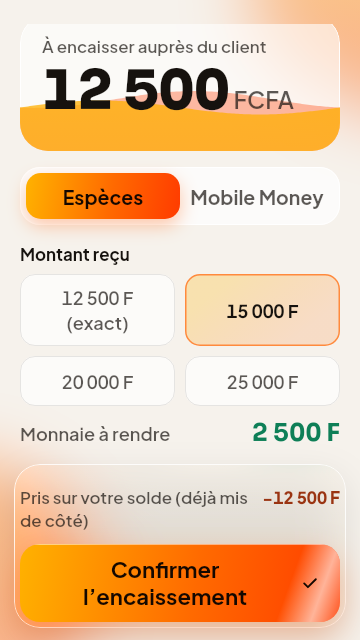 À encaisser auprès du client
12 500 FCFA
Espèces
Mobile Money
Montant reçu
12 500 F
(exact)
15 000 F
20 000 F
25 000 F
Monnaie à rendre
2 500 F
Pris sur votre solde (déjà mis
de côté)
−12 500 F
Confirmer
l’encaissement